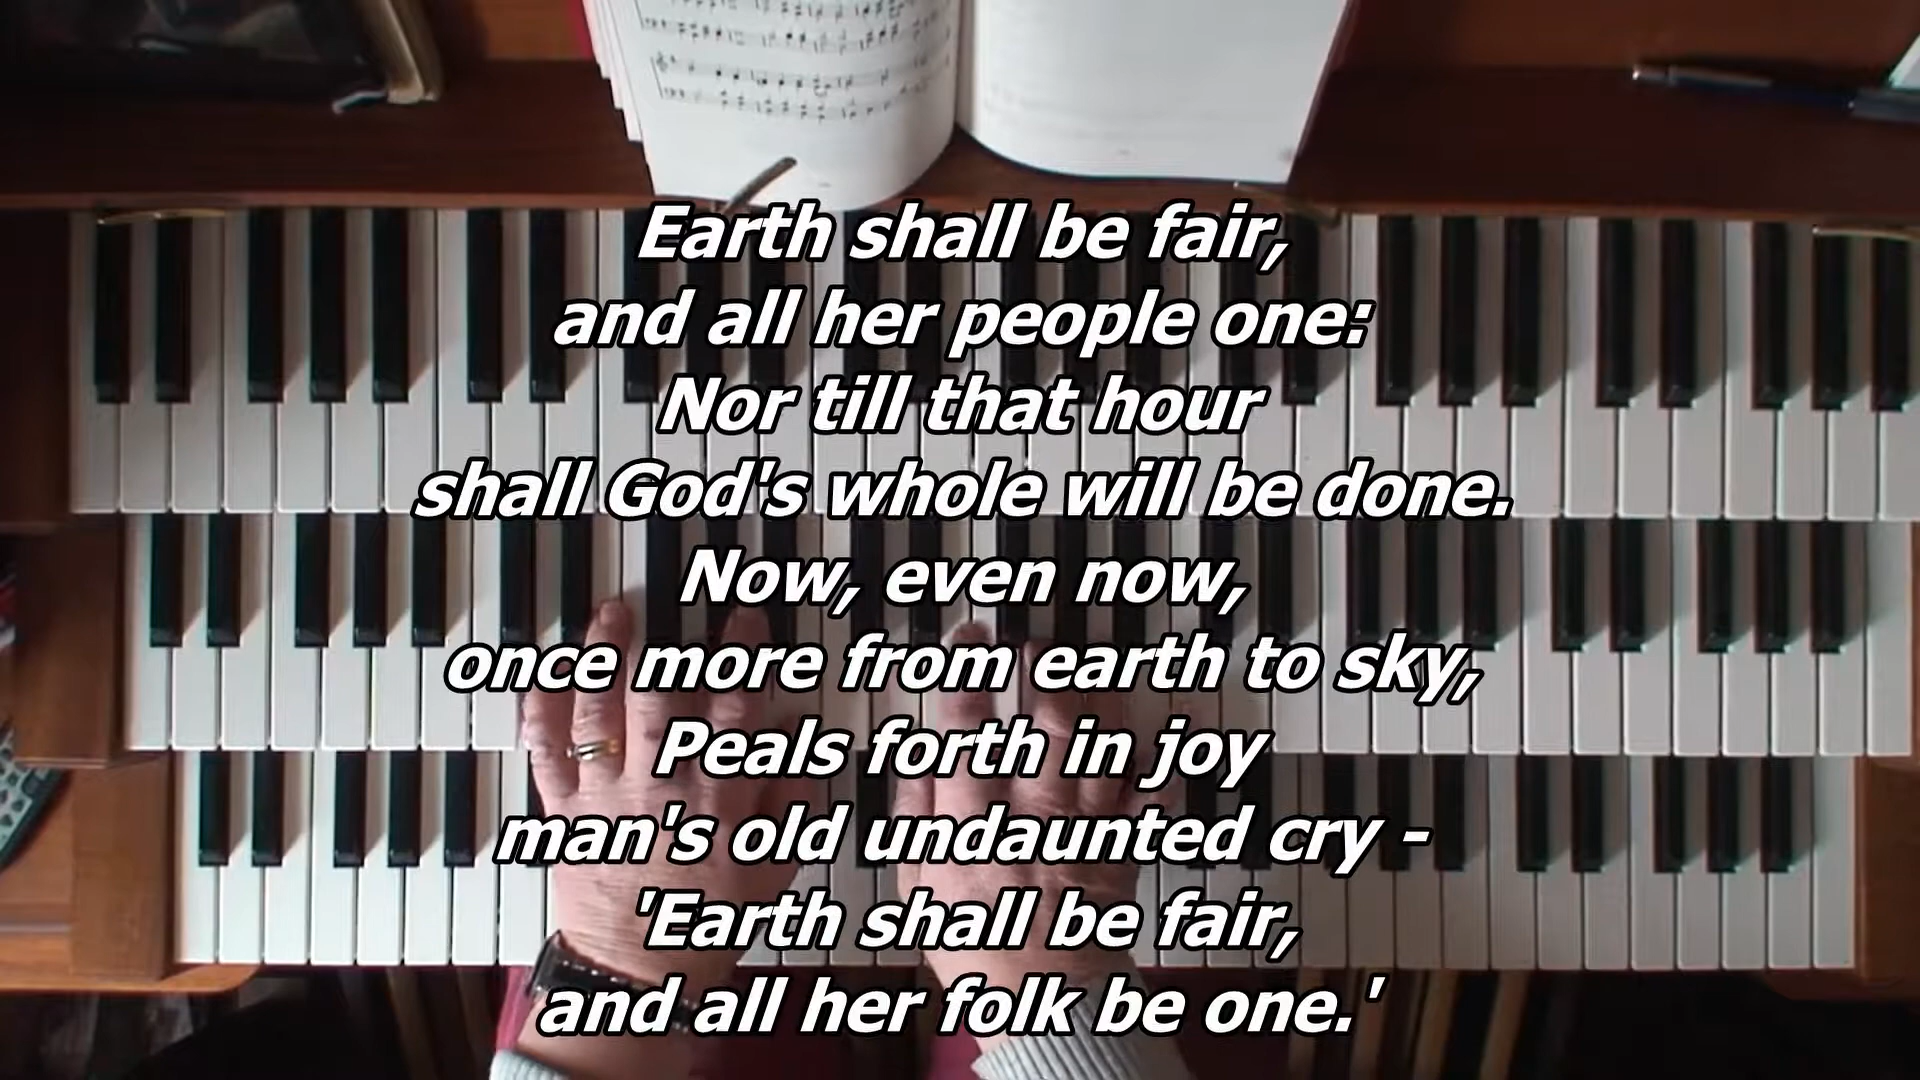 Earth shall be fair,
and all her people one:
Nor till that hour
shall God's whole will be done.
Now, even now,
once more from earth to sky,
Peals forth in joy
man's old undaunted cry -
'Earth shall be fair,
and all her folk be one.'